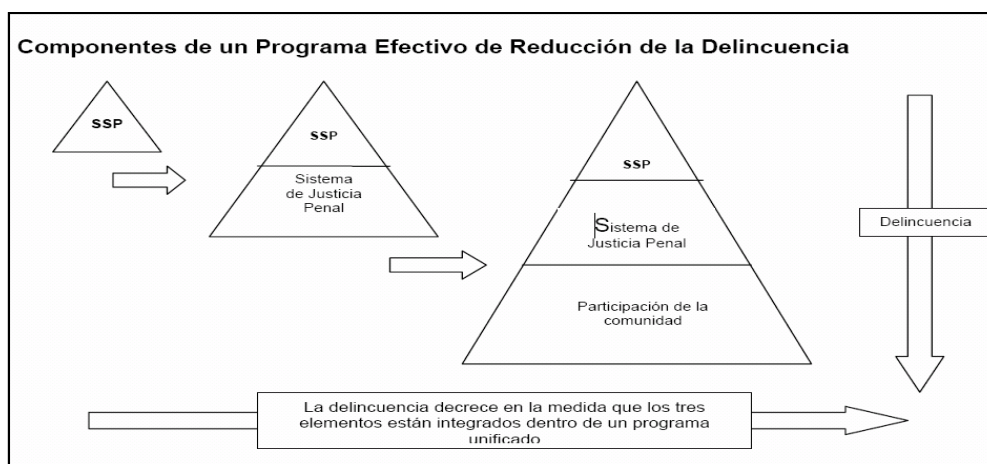 Componentes de un Programa Efectivo de Reducción de la Delincuencia
SSP
SSP
Sistema
de Justicia
Penal
SSP
Sistema de
Justicia Penal
Participación de la
comunidad
Delincuencia
La delincuencia decrece en la medida que los tres
elementos están integrados dentro de un programa
unificado